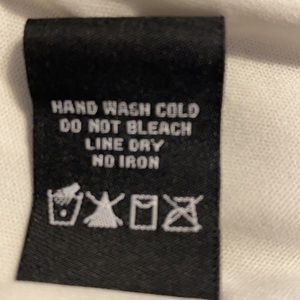 HAND WASH COLD
DO NOT BLEACH
LINE DRY
NO IRON